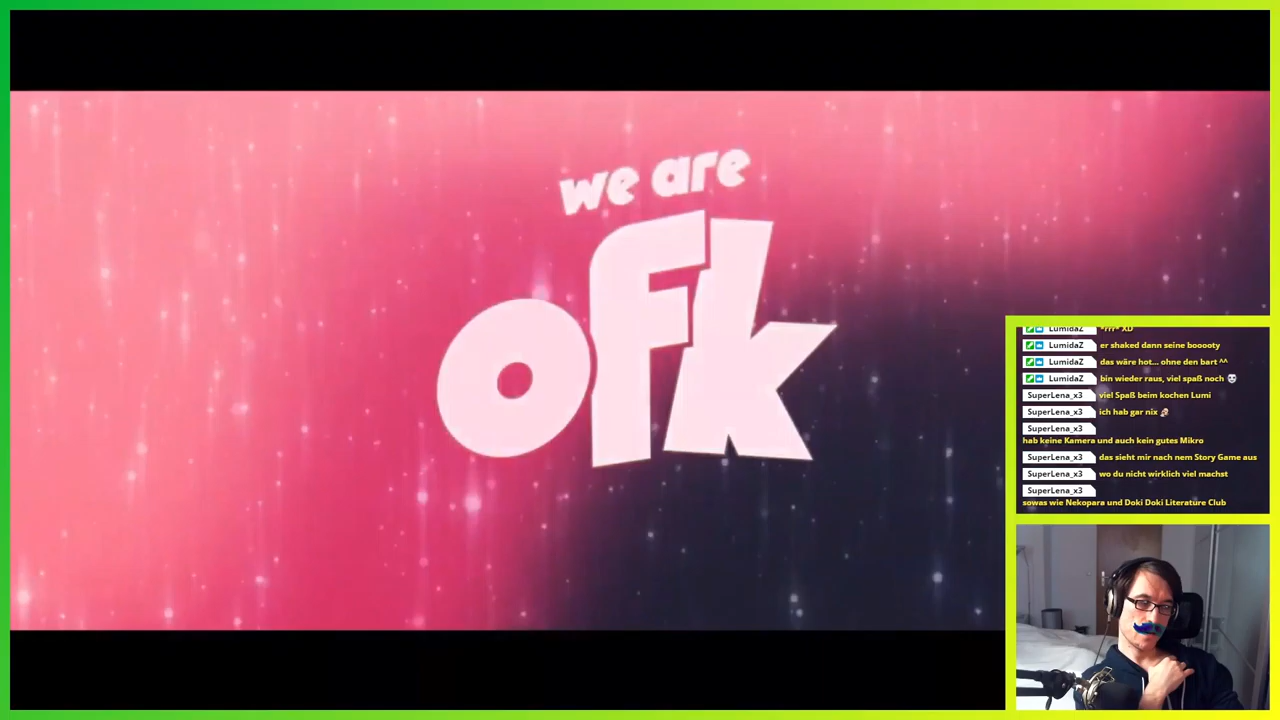 we are
ofk
LumidaZ *rrr* XD
LumidaZ er shaked dann seine booooty
LumidaZ das wäre hot... ohne den bart ^^
LumidaZ bin wieder raus, viel spaß noch
SuperLena_x3 viel Spaß beim kochen Lumi
SuperLena_x3 ich hab gar nix
SuperLena_x3
hab keine Kamera und auch kein gutes Mikro
SuperLena_x3 das sieht mir nach nem Story Game aus
SuperLena_x3 wo du nicht wirklich viel machst
SuperLena_x3
sowas wie Nekopara und Doki Doki Literature Club